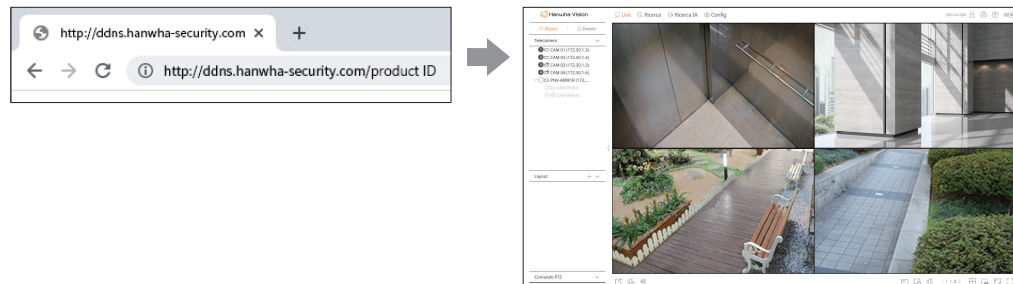 http://ddns.hanwha-security.com
http://ddns.hanwha-security.com/product ID
Hanwha Vision
Live Ricerca Ricerca IA Config
Elenco Evento
Telecamera
CAM 01 (172.30.1.3)
CAM 02 (172.30.1.4)
CAM 03 (172.30.1.5)
CAM 04 (172.30.1.6)
Layout
Comando PTZ